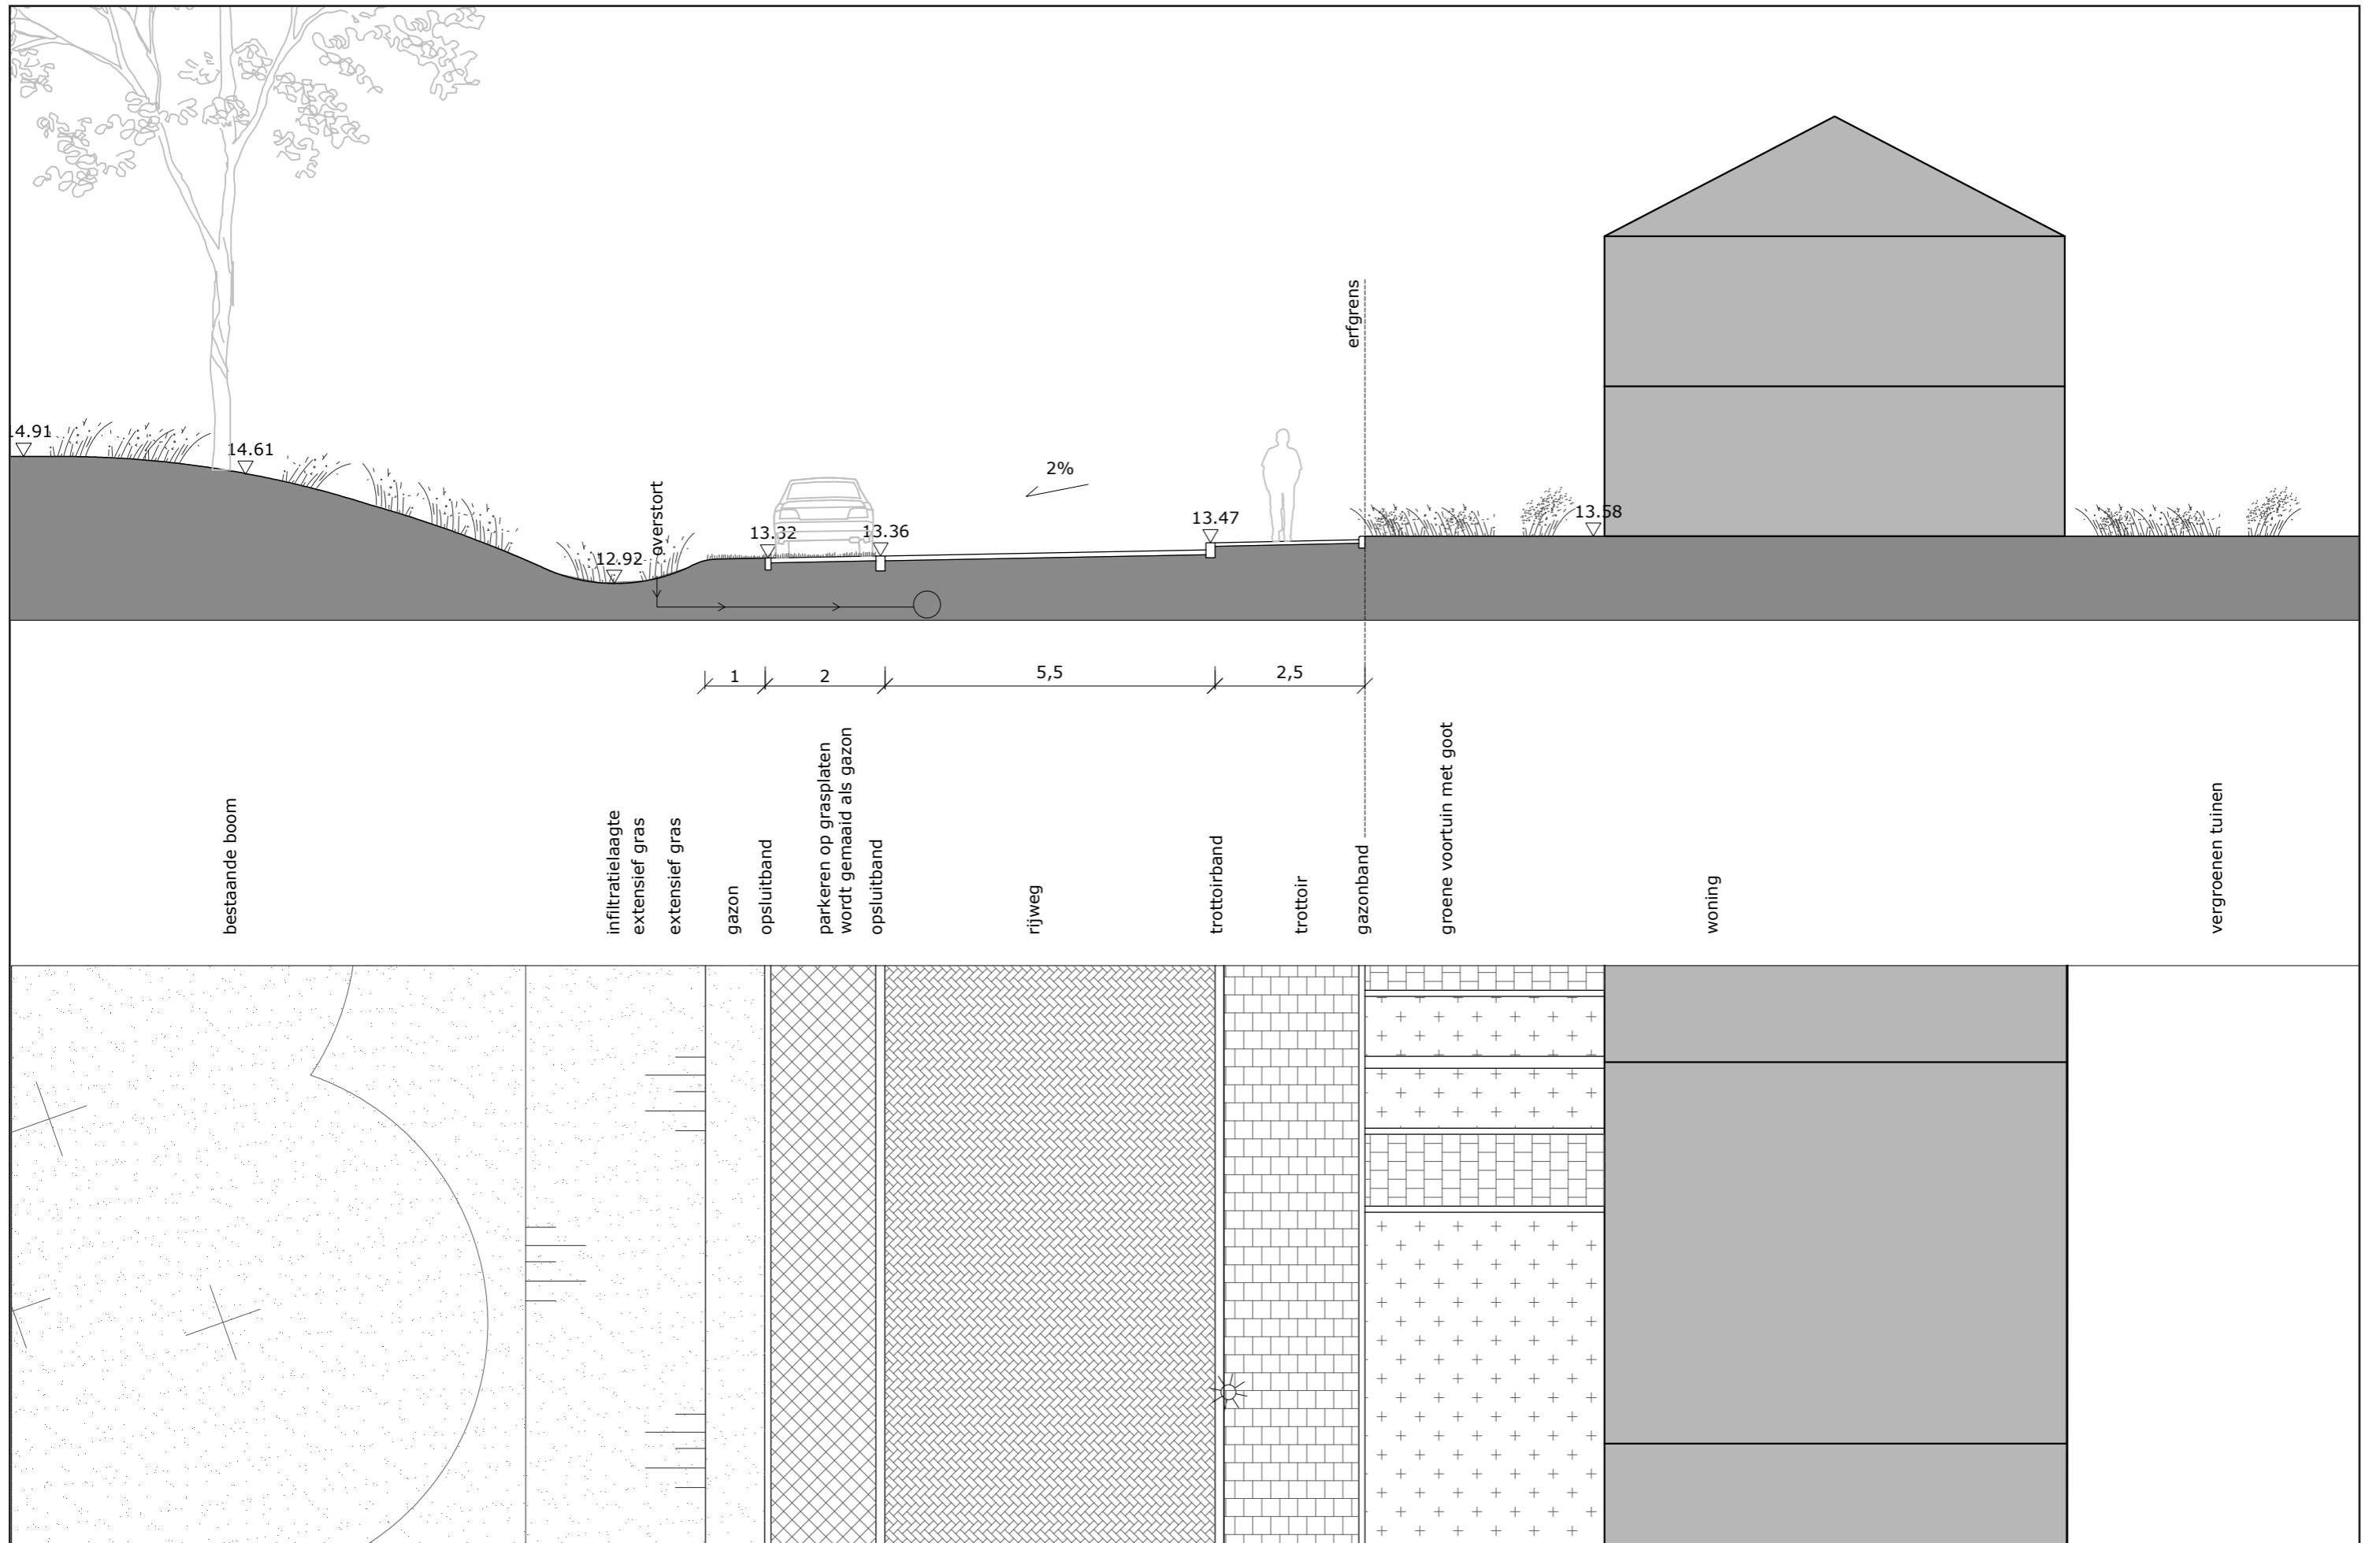 erfgrens
14.91
14.61
2%
overstort
13.32
13.36
13.47
13.58
12.92
1
2
5,5
2,5
bestaande boom
infiltratielaagte
extensief gras
extensief gras
gazon
opsluitband
parkeren op grasplaten
wordt gemaaid als gazon
opsluitband
rijweg
trottoirband
trottoir
gazonband
groene voortuin met goot
woning
vergroenen tuinen